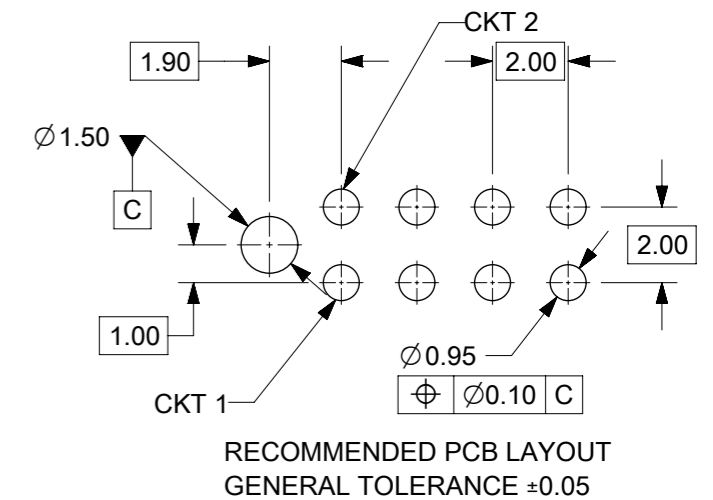 CKT 2
1.90
2.00
∅1.50
C
2.00
1.00
∅0.95
⌖ ∅0.10 C
CKT 1
RECOMMENDED PCB LAYOUT
GENERAL TOLERANCE ±0.05